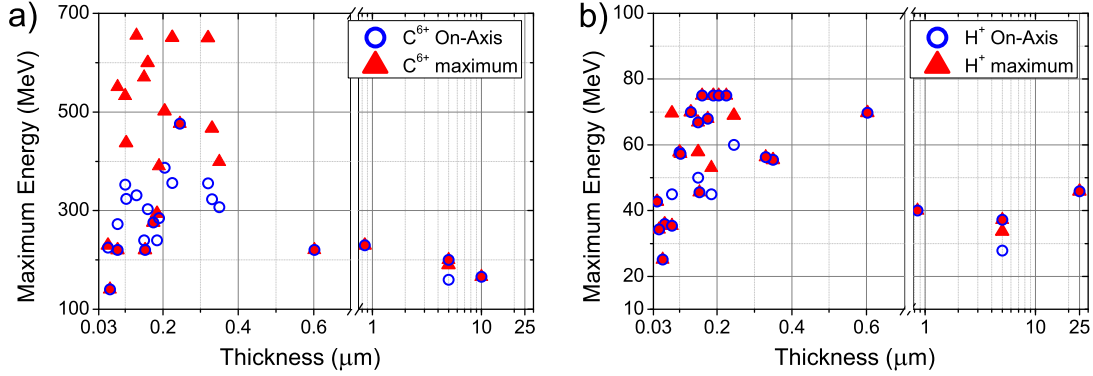 a)
Maximum Energy (MeV)
700
500
300
100
C6+ On-Axis
C6+ maximum
0.03 0.2 0.4 0.6 1 10 25
Thickness (μm)
b)
Maximum Energy (MeV)
100
80
60
40
20
10
H+ On-Axis
H+ maximum
0.03 0.2 0.4 0.6 1 10 25
Thickness (μm)